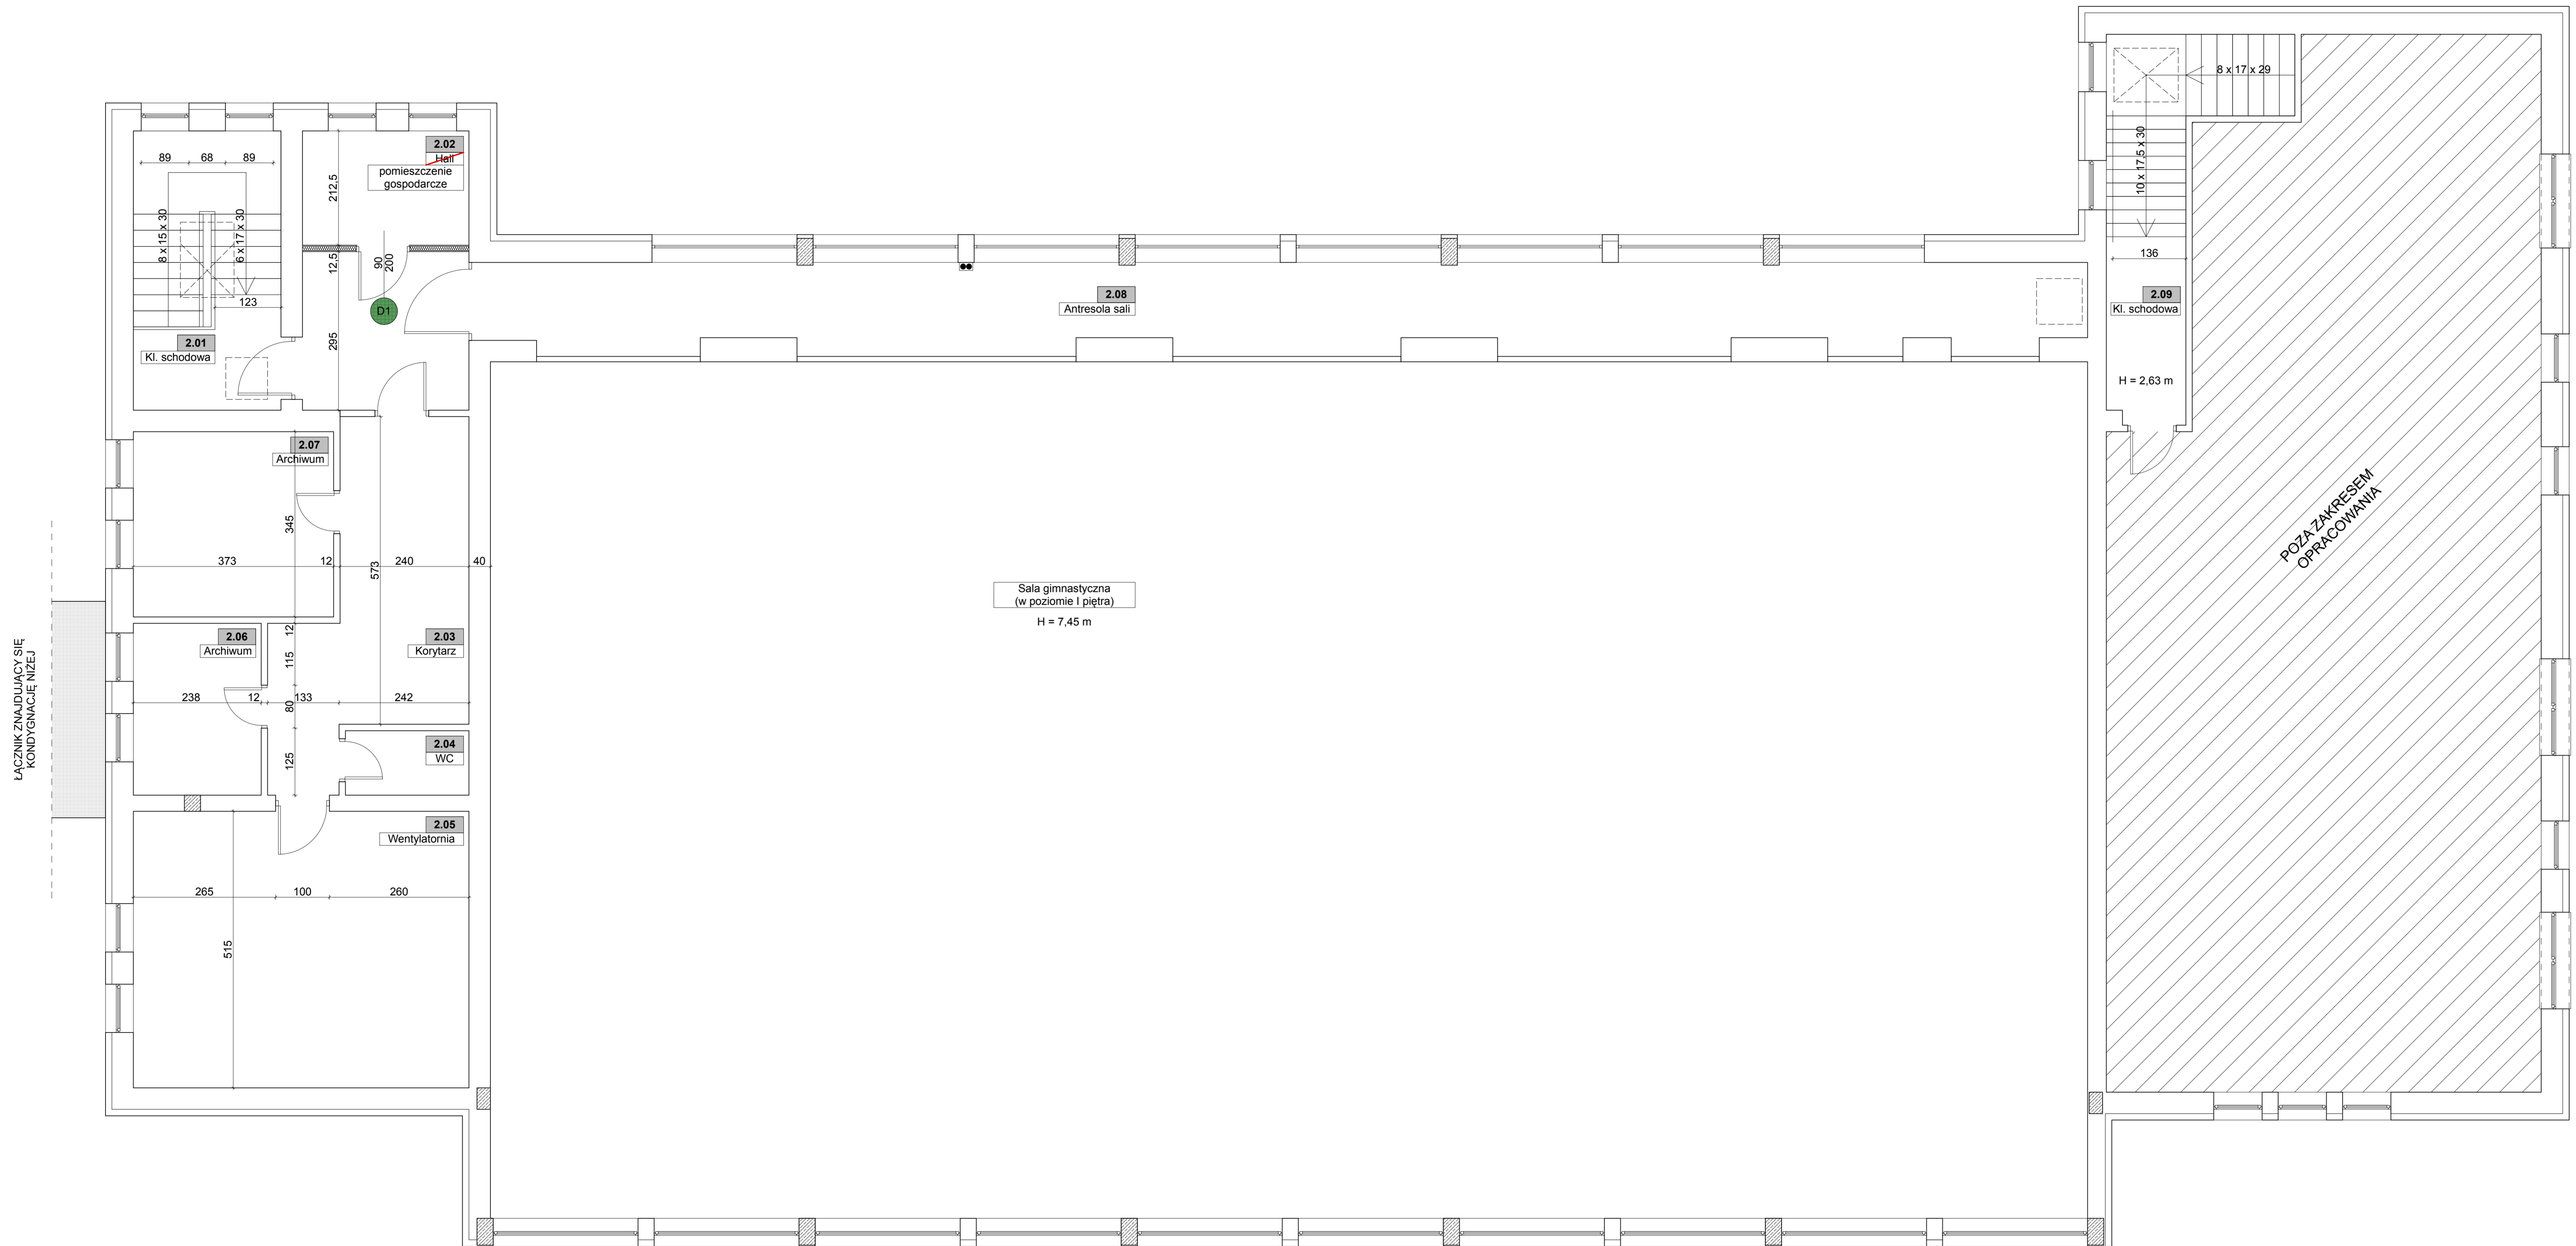 8 x 17 x 29
10 x 17,5 x 30
136
2.09
Kl. schodowa
H = 2,63 m
POZA ZAKRESEM
OPRACOWANIA
2.02
Hall
pomieszczenie
gospodarcze
89
68
89
212,5
8 x 15 x 30
6 x 17 x 30
12,5
90
200
123
D1
295
2.01
Kl. schodowa
2.08
Antresola sali
2.07
Archiwum
345
373
12
573
240
40
Sala gimnastyczna
(w poziomie I piętra)
H = 7,45 m
2.06
Archiwum
12
115
2.03
Korytarz
238
12
133
80
242
125
2.04
WC
ŁĄCZNIK ZNAJDUJĄCY SIĘ
KONDYGNACJĘ NIŻEJ
2.05
Wentylatornia
265
100
260
515